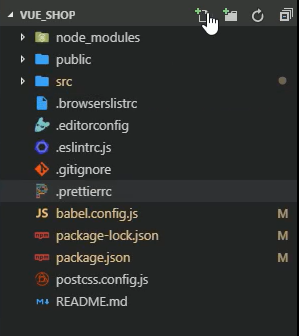 VUE_SHOP
node_modules
public
src
.browserslistrc
.editorconfig
.eslintrc.js
.gitignore
.prettierrc
JS babel.config.js M
package-lock.json M
package.json M
postcss.config.js
README.md